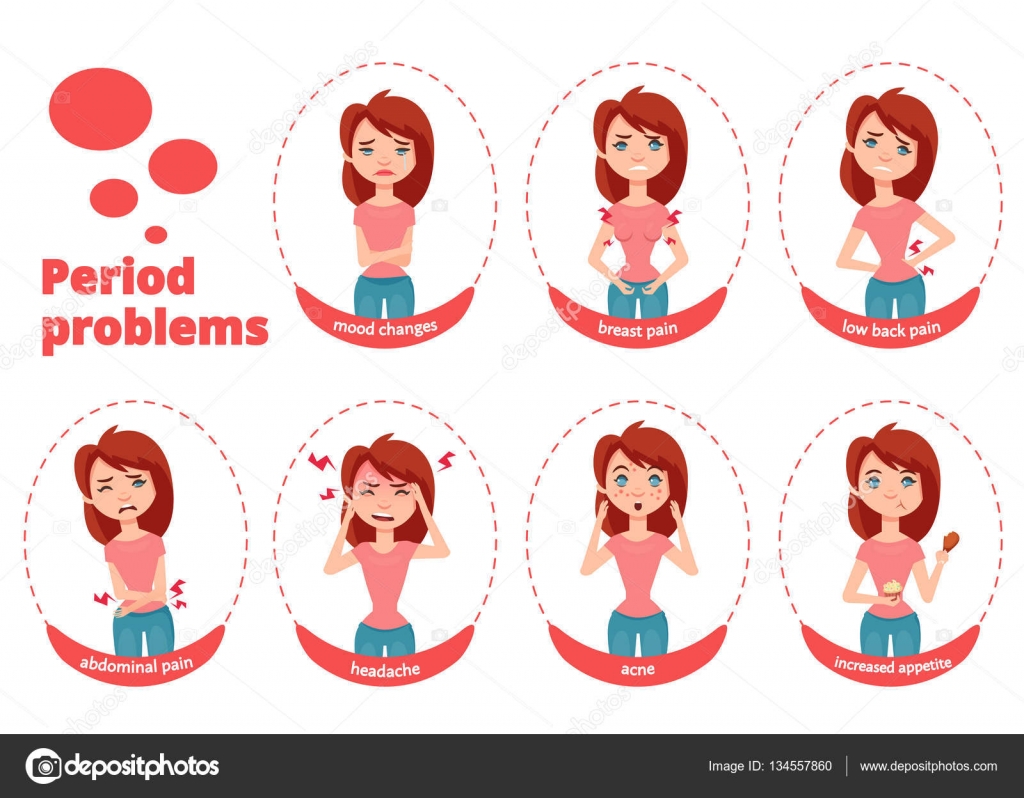 Period
problems
mood changes
breast pain
low back pain
abdominal pain
headache
acne
increased appetite
depositphotos
Image ID: 134557860
www.depositphotos.com